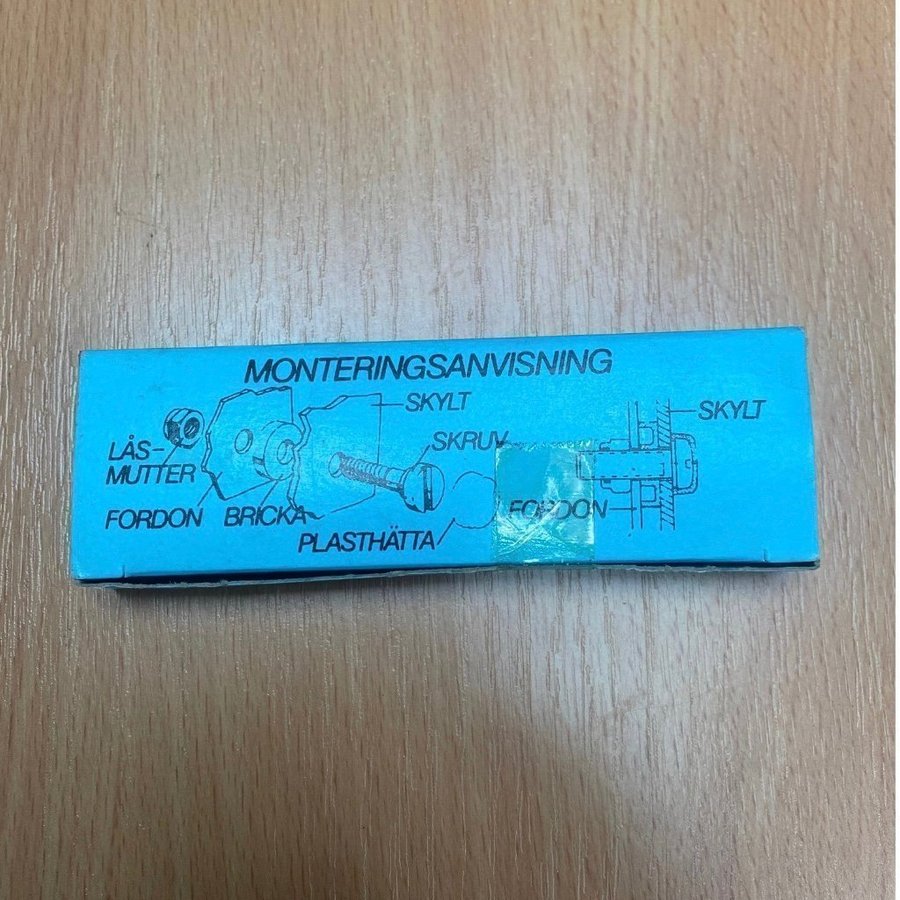 MONTERINGSANVISNING
SKYLT
SKYLT
SKRUV
LÅS-
MUTTER
FORDON
BRICKA
FORDON
PLASTHÄTTA